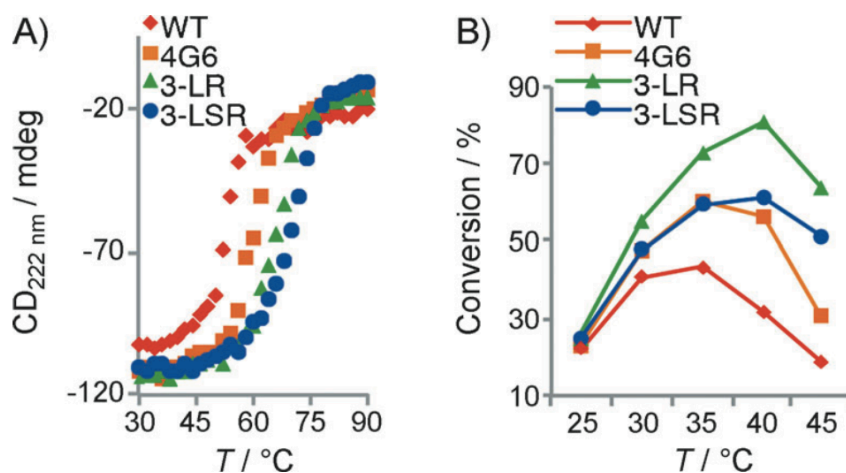 A)
WT
4G6
3-LR
3-LSR
CD222 nm / mdeg
-20
-70
-120
30 45 60 75 90
T / °C
B)
WT
4G6
3-LR
3-LSR
Conversion / %
90
70
50
30
10
25 30 35 40 45
T / °C